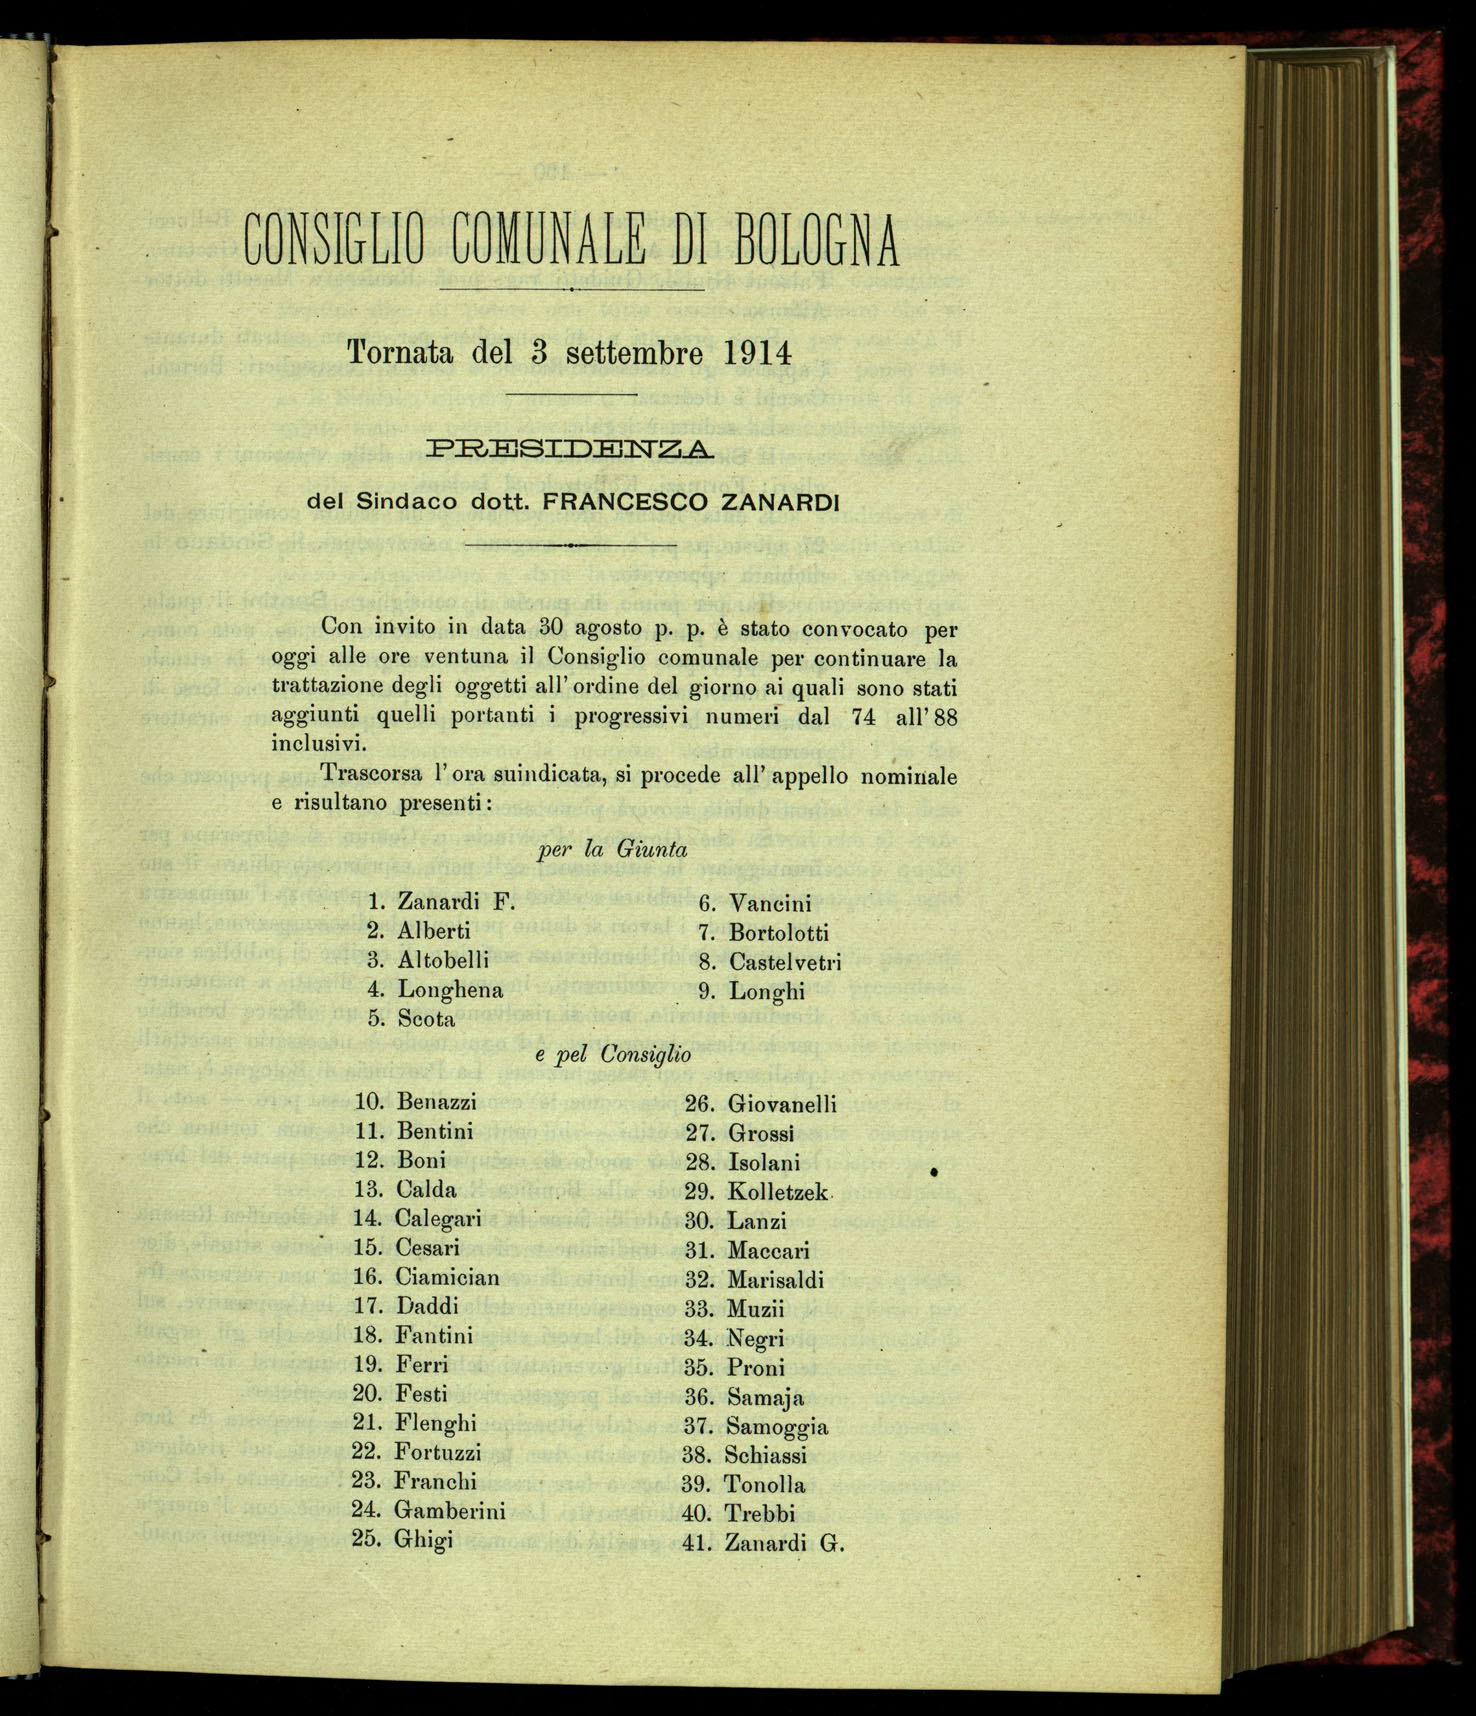 CONSIGLIO COMUNALE DI BOLOGNA
Tornata del 3 settembre 1914
PRESIDENZA
del Sindaco dott. FRANCESCO ZANARDI
Con invito in data 30 agosto p. p. è stato convocato per
oggi alle ore ventuna il Consiglio comunale per continuare la
trattazione degli oggetti all' ordine del giorno ai quali sono stati
aggiunti quelli portanti i progressivi numeri dal 74 all' 88
inclusivi.
Trascorsa l' ora suindicata, si procede all' appello nominale
e risultano presenti:
per la Giunta
1. Zanardi F.
2. Alberti
3. Altobelli
4. Longhena
5. Scota
6. Vancini
7. Bortolotti
8. Castelvetri
9. Longhi
e pel Consiglio
10. Benazzi
11. Bentini
12. Boni
13. Calda
14. Calegari
15. Cesari
16. Ciamician
17. Daddi
18. Fantini
19. Ferri
20. Festi
21. Flenghi
22. Fortuzzi
23. Franchi
24. Gamberini
25. Ghigi
26. Giovanelli
27. Grossi
28. Isolani
29. Kolletzek
30. Lanzi
31. Maccari
32. Marisaldi
33. Muzii
34. Negri
35. Proni
36. Samaja
37. Samoggia
38. Schiassi
39. Tonolla
40. Trebbi
41. Zanardi G.